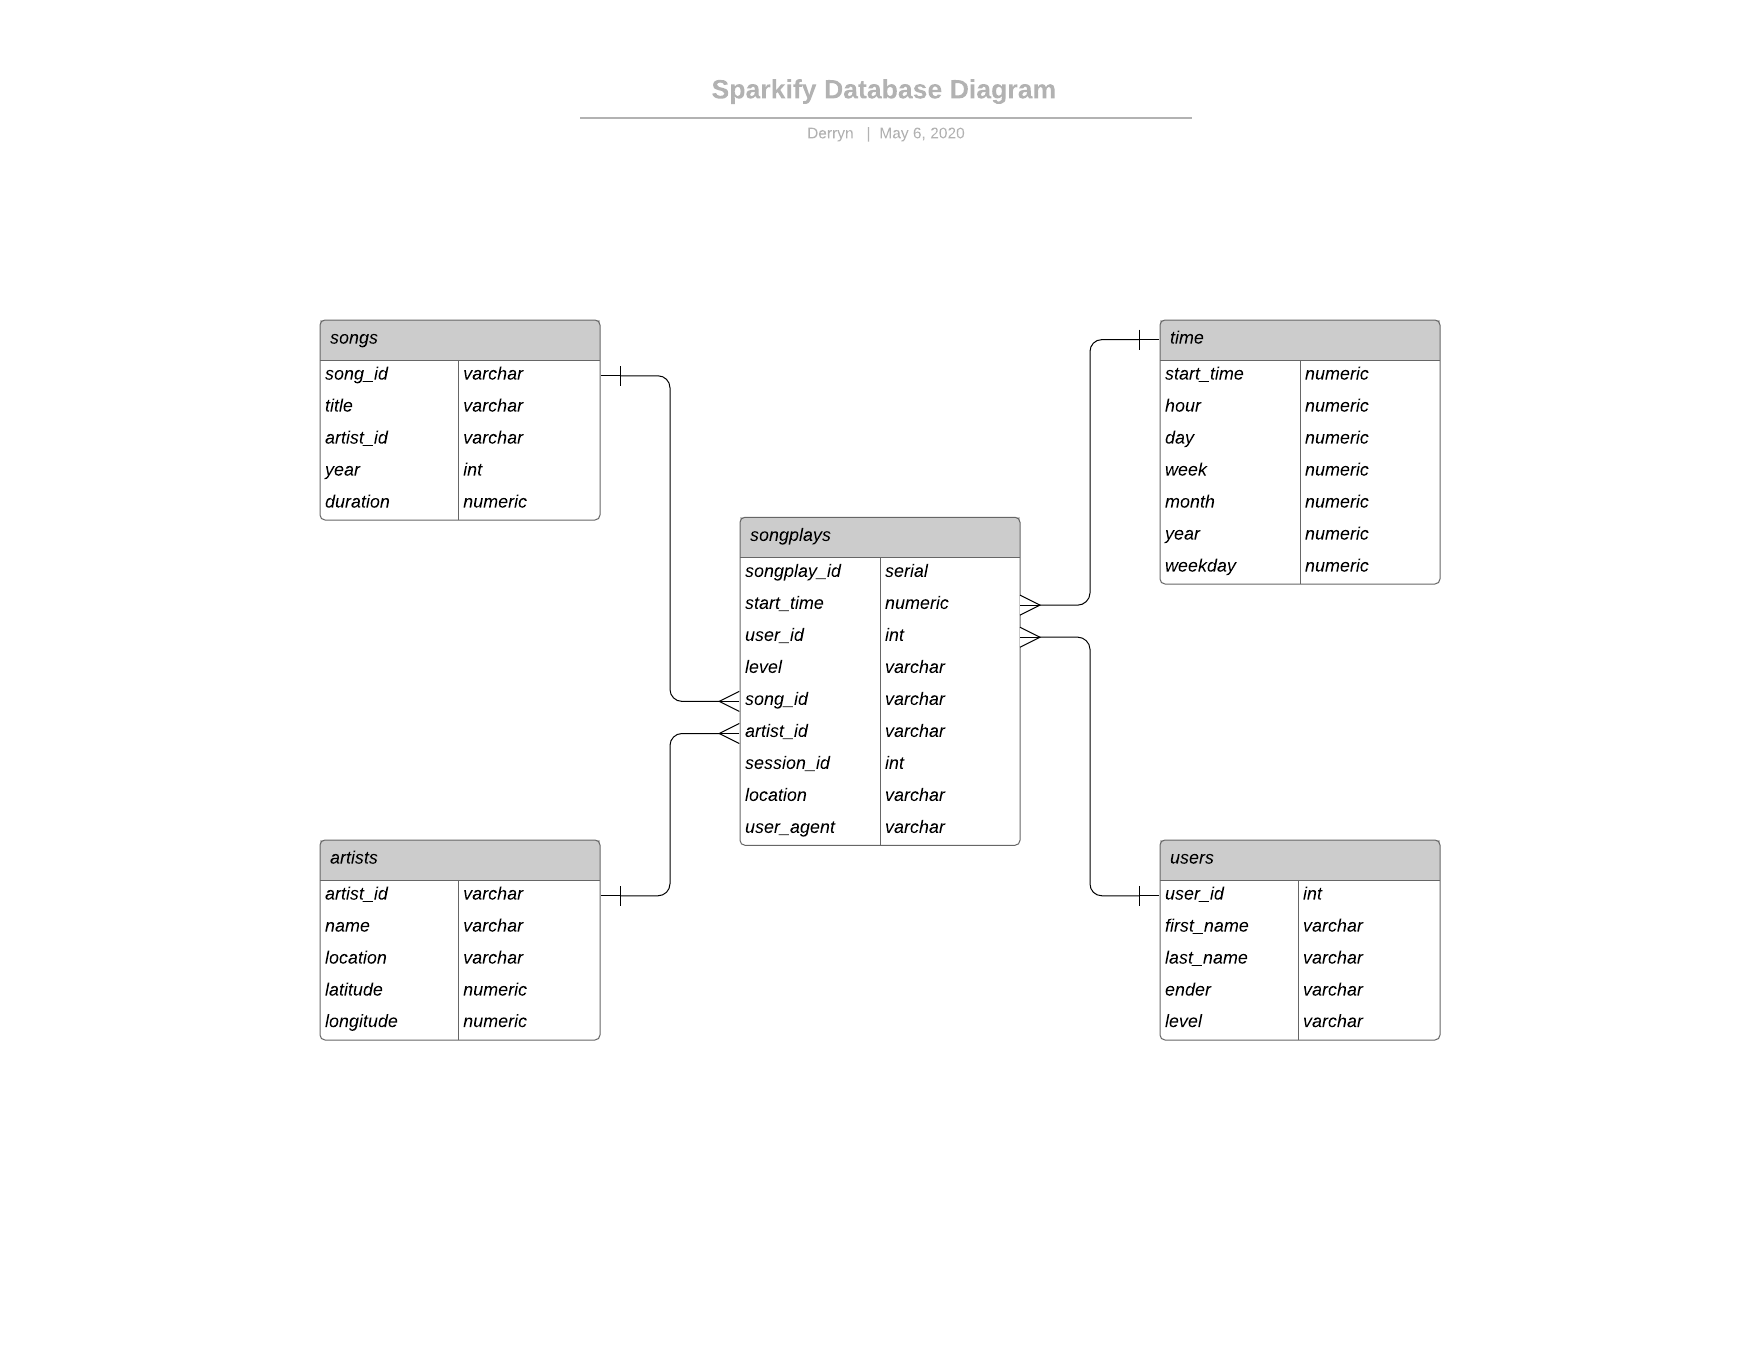 Sparkify Database Diagram
Derryn | May 6, 2020
songs
song_id varchar
title varchar
artist_id varchar
year int
duration numeric
time
start_time numeric
hour numeric
day numeric
week numeric
month numeric
year numeric
weekday numeric
songplays
songplay_id serial
start_time numeric
user_id int
level varchar
song_id varchar
artist_id varchar
session_id int
location varchar
user_agent varchar
artists
artist_id varchar
name varchar
location varchar
latitude numeric
longitude numeric
users
user_id int
first_name varchar
last_name varchar
ender varchar
level varchar